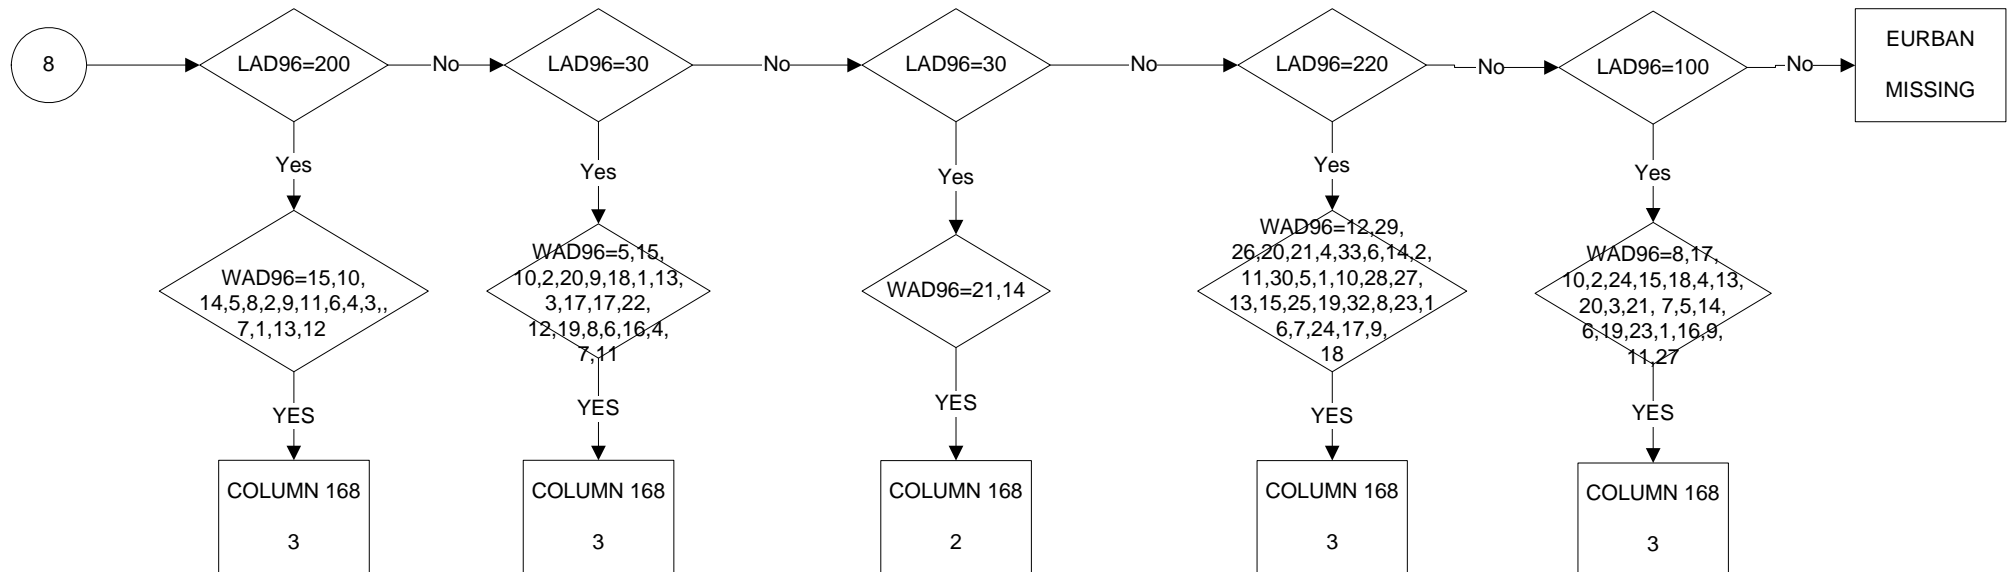 8
LAD96=200
No
LAD96=30
No
LAD96=30
No
LAD96=220
No
LAD96=100
No
EURBAN
MISSING
Yes
Yes
Yes
Yes
Yes
WAD96=15,10,
14,5,8,2,9,11,6,4,3,,
7,1,13,12
WAD96=5,15,
10,2,20,9,18,1,13,
3,17,17,22,
12,19,8,6,16,4,
7,11
WAD96=21,14
WAD96=12,29,
26,20,21,4,33,6,14,2,
11,30,5,1,10,28,27,
13,15,25,19,32,8,23,1
6,7,24,17,9,
18
WAD96=8,17,
10,2,24,15,18,4,13,
20,3,21, 7,5,14,
6,19,23,1,16,9,
11,27
YES
YES
YES
YES
YES
COLUMN 168
3
COLUMN 168
3
COLUMN 168
2
COLUMN 168
3
COLUMN 168
3